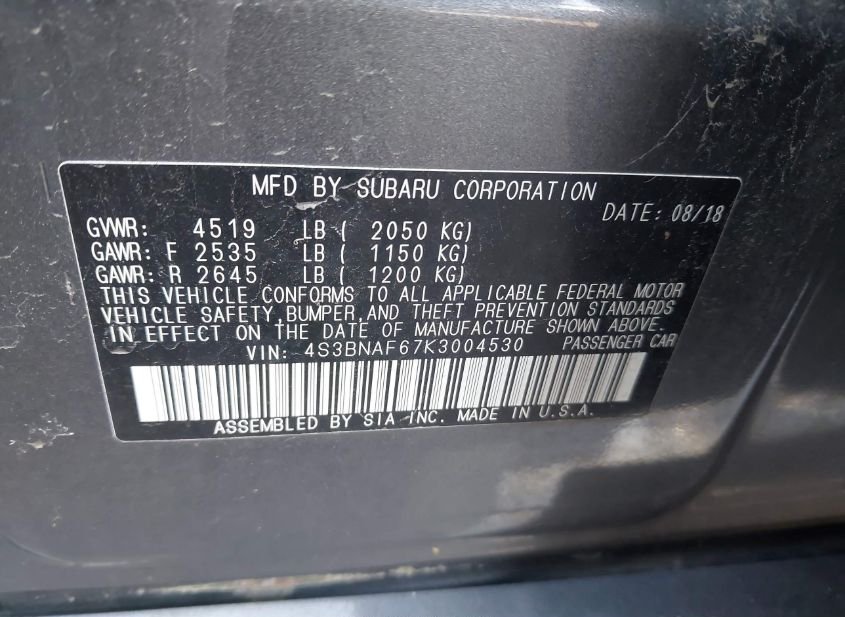 MFD BY SUBARU CORPORATION
DATE: 08/18
GVWR: 4519 LB ( 2050 KG)
GAWR: F 2535 LB ( 1150 KG)
GAWR: R 2645 LB ( 1200 KG)
THIS VEHICLE CONFORMS TO ALL APPLICABLE FEDERAL MOTOR
VEHICLE SAFETY, BUMPER, AND THEFT PREVENTION STANDARDS
IN EFFECT ON THE DATE OF MANUFACTURE SHOWN ABOVE.
VIN: 4S3BNAF67K3004530 PASSENGER CAR
ASSEMBLED BY SIA INC. MADE IN U.S.A.